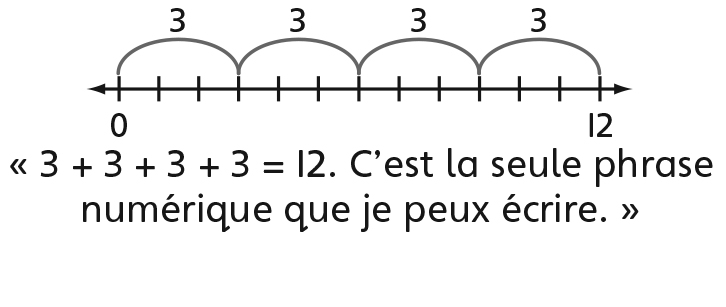 3 3 3 3
0 12
« 3 + 3 + 3 + 3 = 12. C’est la seule phrase
numérique que je peux écrire. »